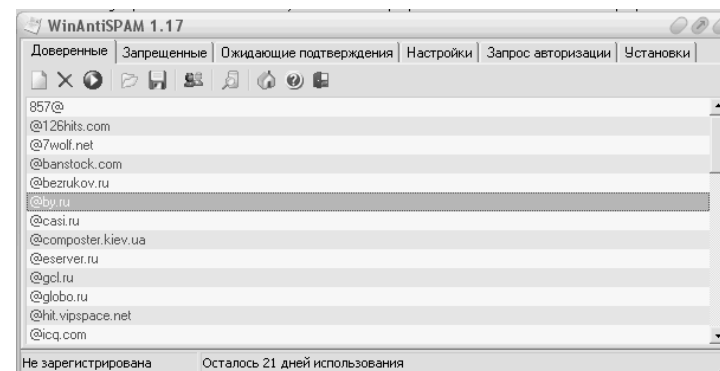 WinAntiSPAM 1.17
Доверенные Запрещенные Ожидающие подтверждения Настройки Запрос авторизации Установки
857@
@126hits.com
@7wolf.net
@banstock.com
@bezrukov.ru
@by.ru
@casi.ru
@composter.kiev.ua
@eserver.ru
@gcl.ru
@globo.ru
@hit.vipspace.net
@icq.com
Не зарегистрирована Осталось 21 дней использования